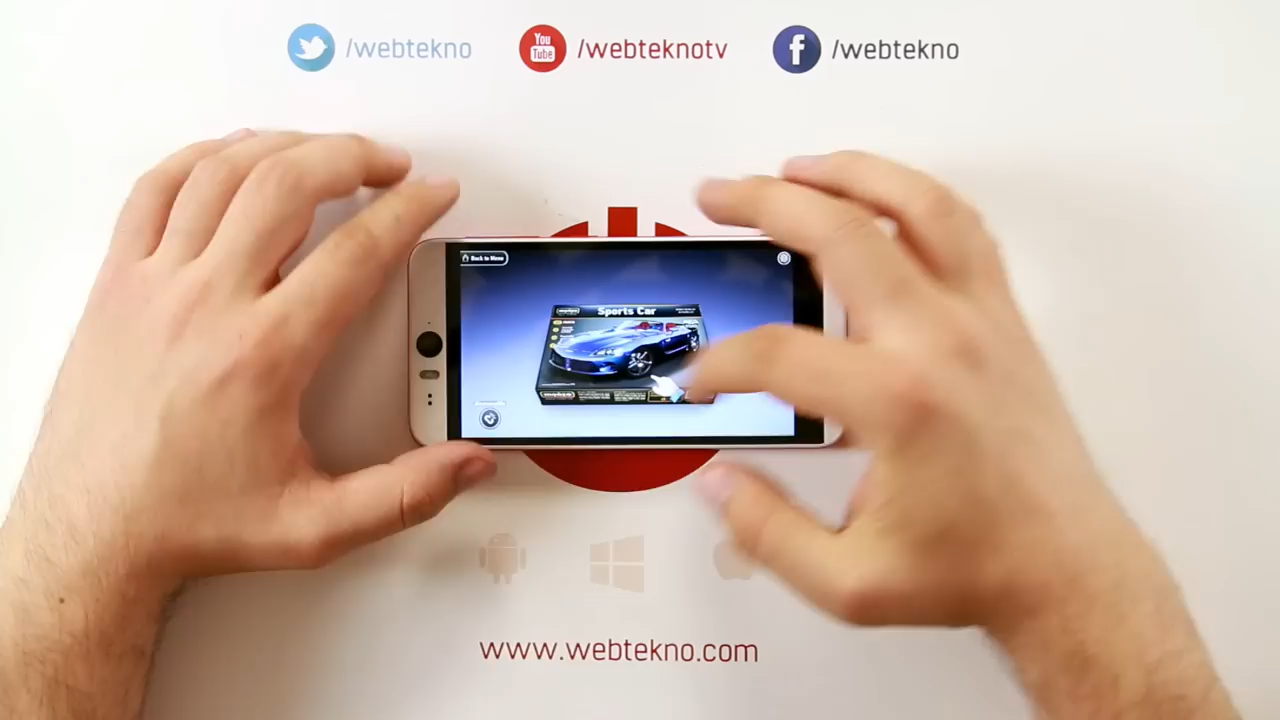 /webtekno
You
Tube
/webteknotv
/webtekno
Back to Menu
Sports Car
www.webtekno.com